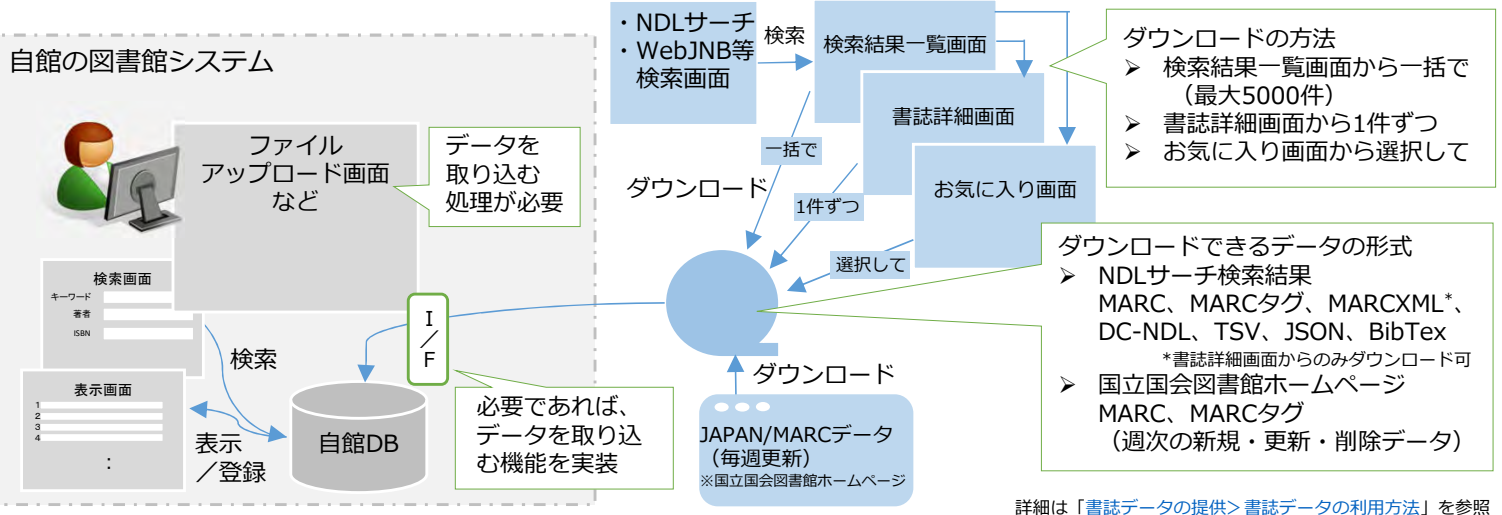 自館の図書館システム
ファイル
アップロード画面
など
データを
取り込む
処理が必要
検索画面
キーワード
著者
ISBN
検索
表示画面
1
2
3
4
：
表示
／登録
自館DB
I
／
F
必要であれば、
データを取り込
む機能を実装
・NDLサーチ
・WebJNB等
検索画面
検索
検索結果一覧画面
書誌詳細画面
お気に入り画面
一括で
ダウンロード
1件ずつ
選択して
ダウンロード
JAPAN/MARCデータ
（毎週更新）
※国立国会図書館ホームページ
ダウンロードの方法
➢ 検索結果一覧画面から一括で
（最大5000件）
➢ 書誌詳細画面から1件ずつ
➢ お気に入り画面から選択して
ダウンロードできるデータの形式
➢ NDLサーチ検索結果
MARC、MARCタグ、MARCXML*、
DC-NDL、TSV、JSON、BibTex
*書誌詳細画面からのみダウンロード可
➢ 国立国会図書館ホームページ
MARC、MARCタグ
（週次の新規・更新・削除データ）
詳細は「書誌データの提供＞書誌データの利用方法」を参照